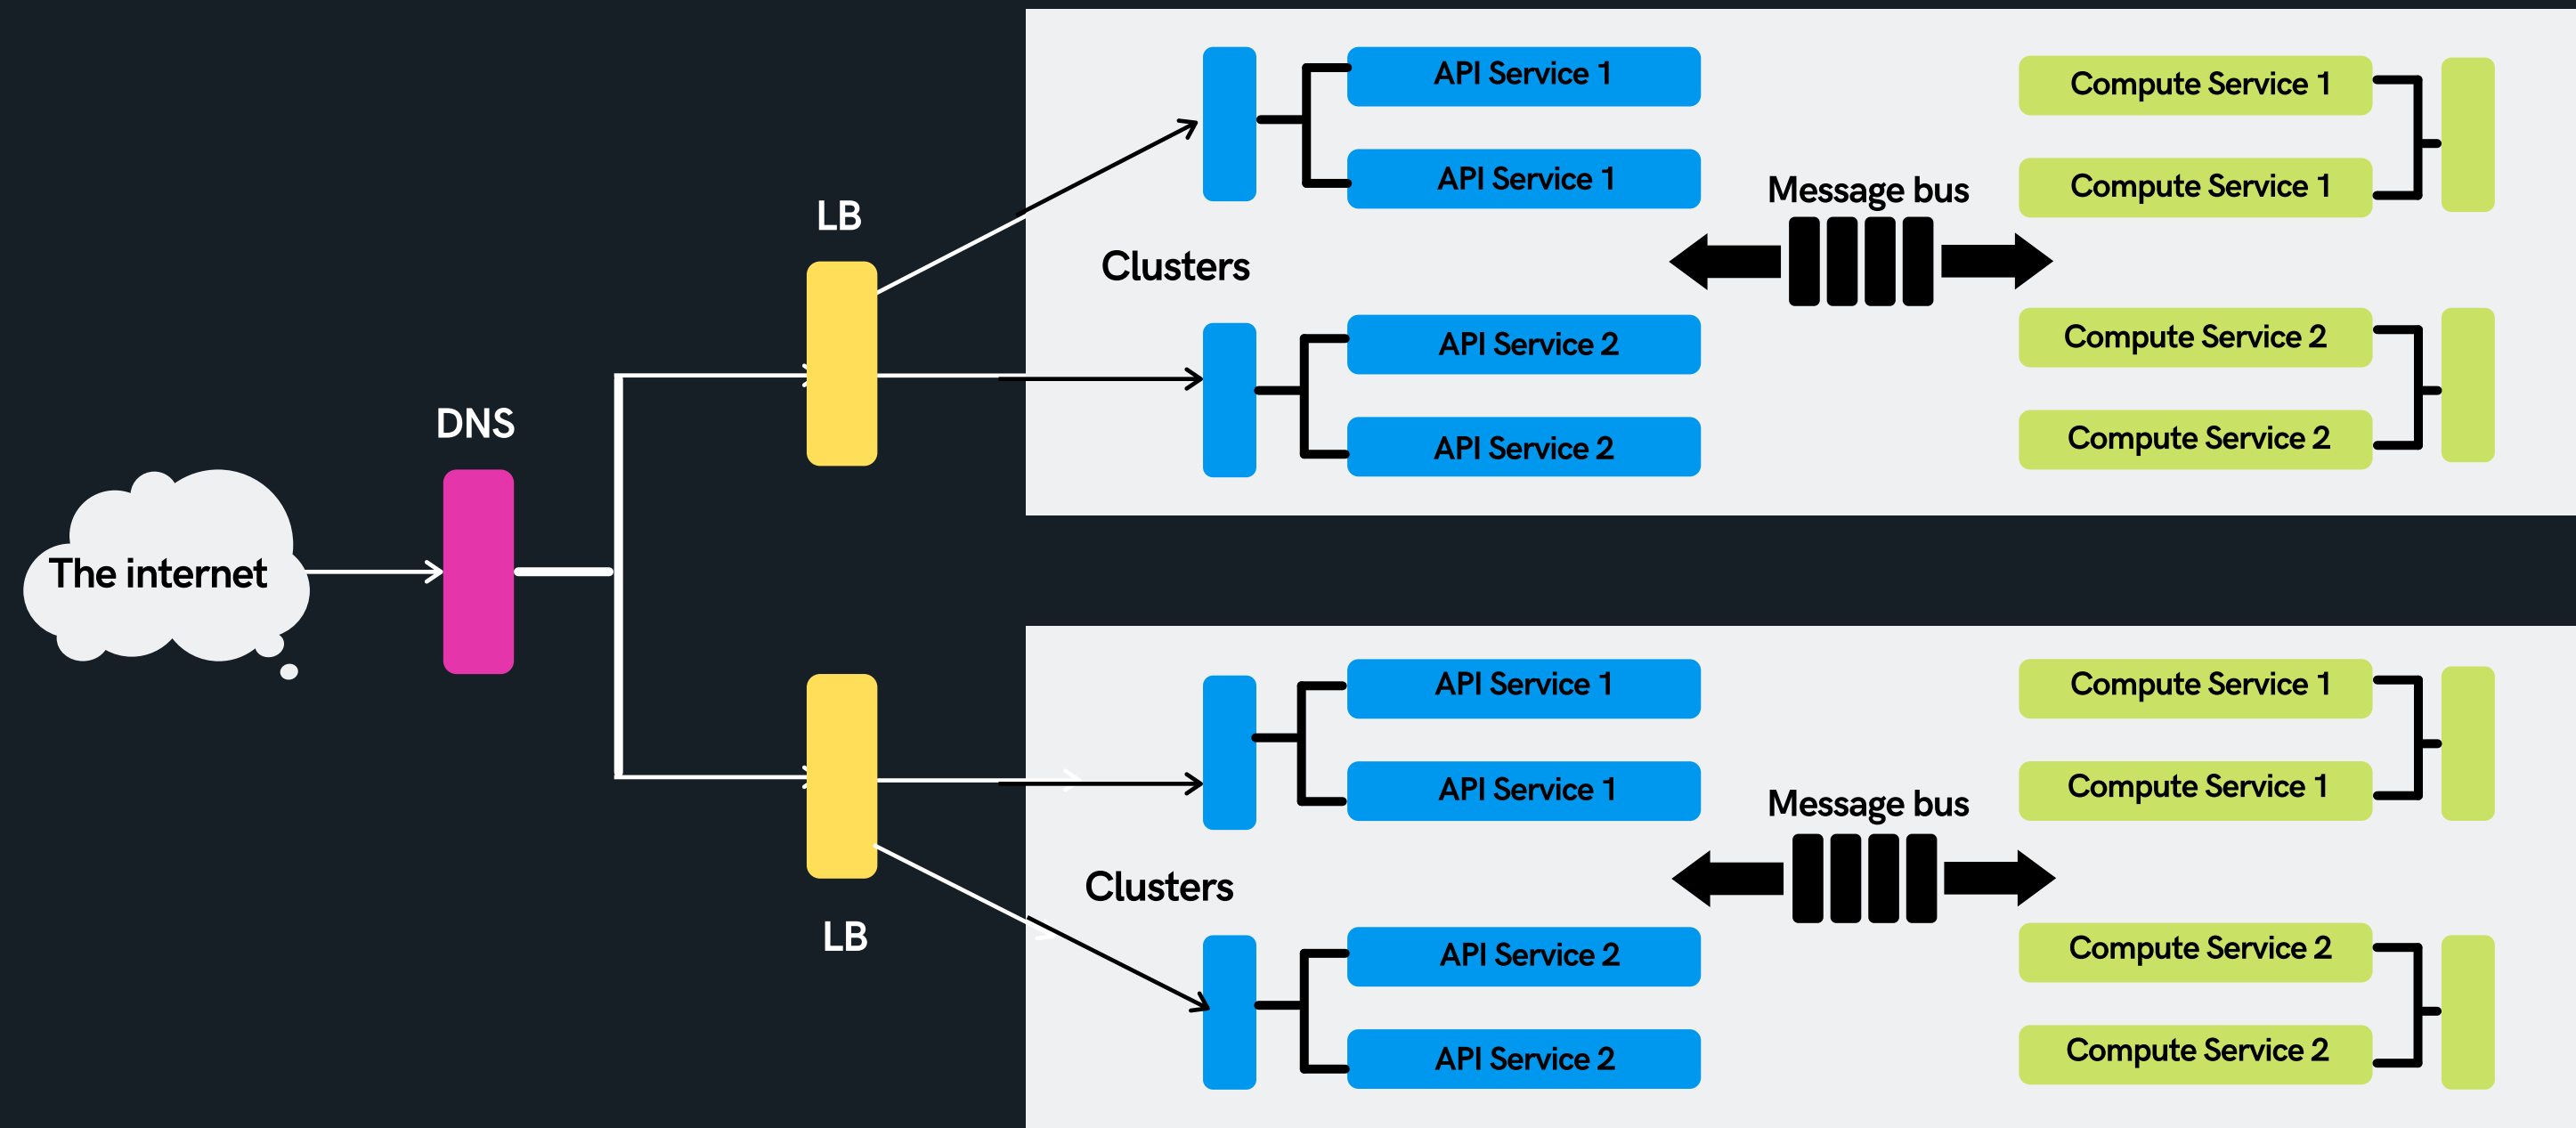 The internet
DNS
LB
LB
Clusters
API Service 1
API Service 1
API Service 2
API Service 2
Message bus
Compute Service 1
Compute Service 1
Compute Service 2
Compute Service 2
Clusters
API Service 1
API Service 1
API Service 2
API Service 2
Message bus
Compute Service 1
Compute Service 1
Compute Service 2
Compute Service 2